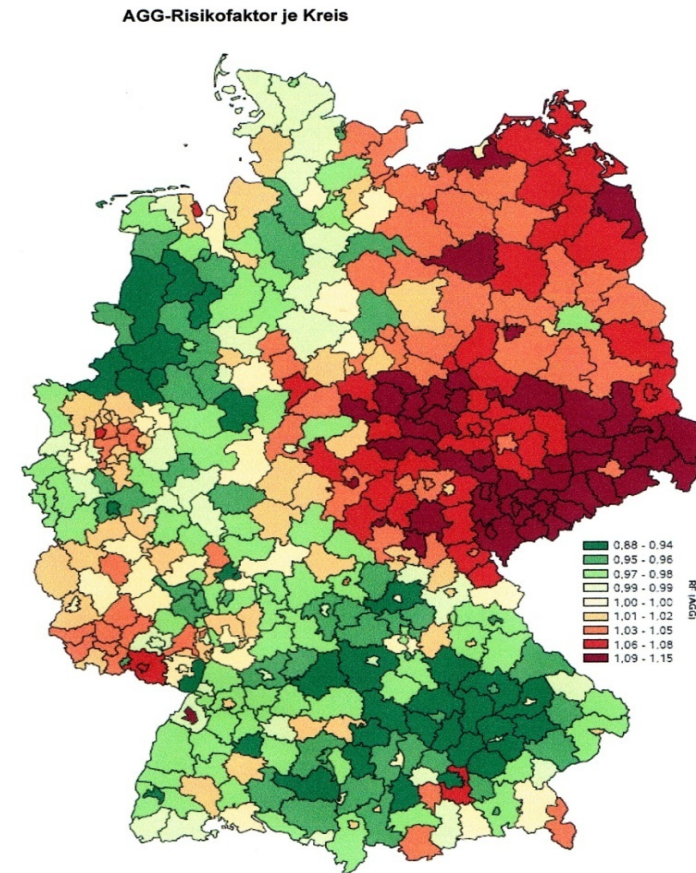 AGG-Risikofaktor je Kreis
0,88 - 0,94
0,95 - 0,96
0,97 - 0,98
0,99 - 0,99
1,00 - 1,00
1,01 - 1,02
1,03 - 1,05
1,06 - 1,08
1,09 - 1,15
RF (AGG)